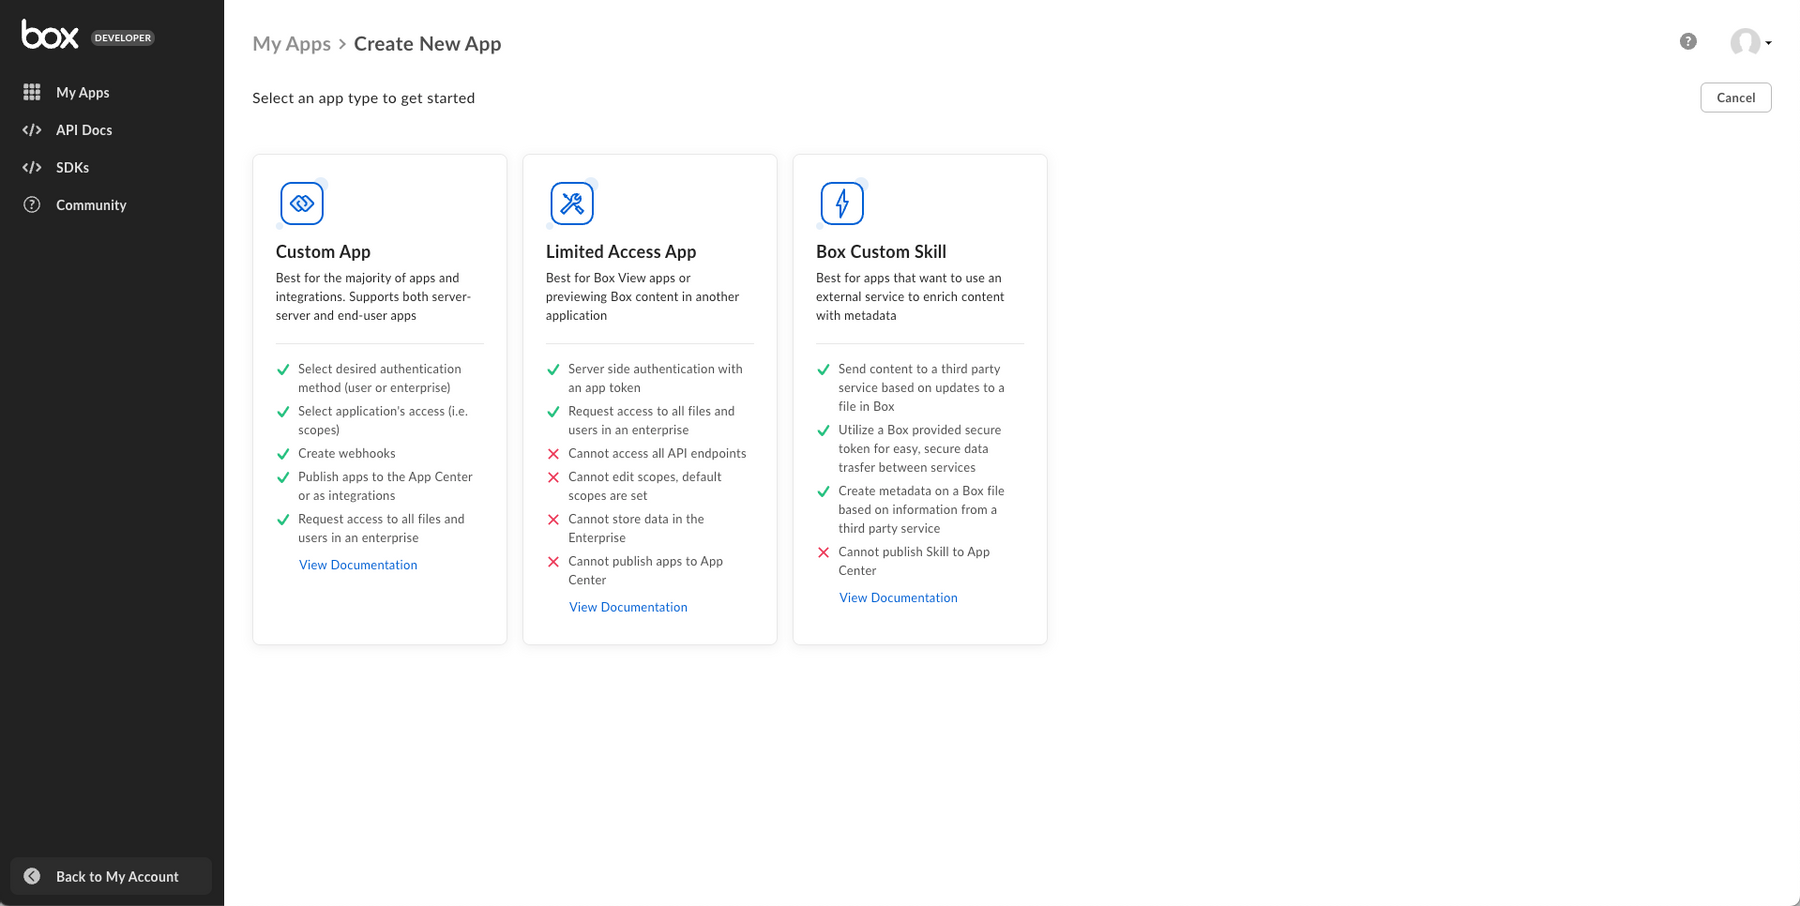 box DEVELOPER
My Apps
API Docs
SDKs
? Community
Back to My Account
My Apps > Create New App
?
Select an app type to get started
Cancel
Custom App
Best for the majority of apps and
integrations. Supports both server-
server and end-user apps
Select desired authentication
method (user or enterprise)
Select application's access (i.e.
scopes)
Create webhooks
Publish apps to the App Center
or as integrations
Request access to all files and
users in an enterprise
View Documentation
Limited Access App
Best for Box View apps or
previewing Box content in another
application
Server side authentication with
an app token
Request access to all files and
users in an enterprise
Cannot access all API endpoints
Cannot edit scopes, default
scopes are set
Cannot store data in the
Enterprise
Cannot publish apps to App
Center
View Documentation
Box Custom Skill
Best for apps that want to use an
external service to enrich content
with metadata
Send content to a third party
service based on updates to a
file in Box
Utilize a Box provided secure
token for easy, secure data
trasfer between services
Create metadata on a Box file
based on information from a
third party service
Cannot publish Skill to App
Center
View Documentation